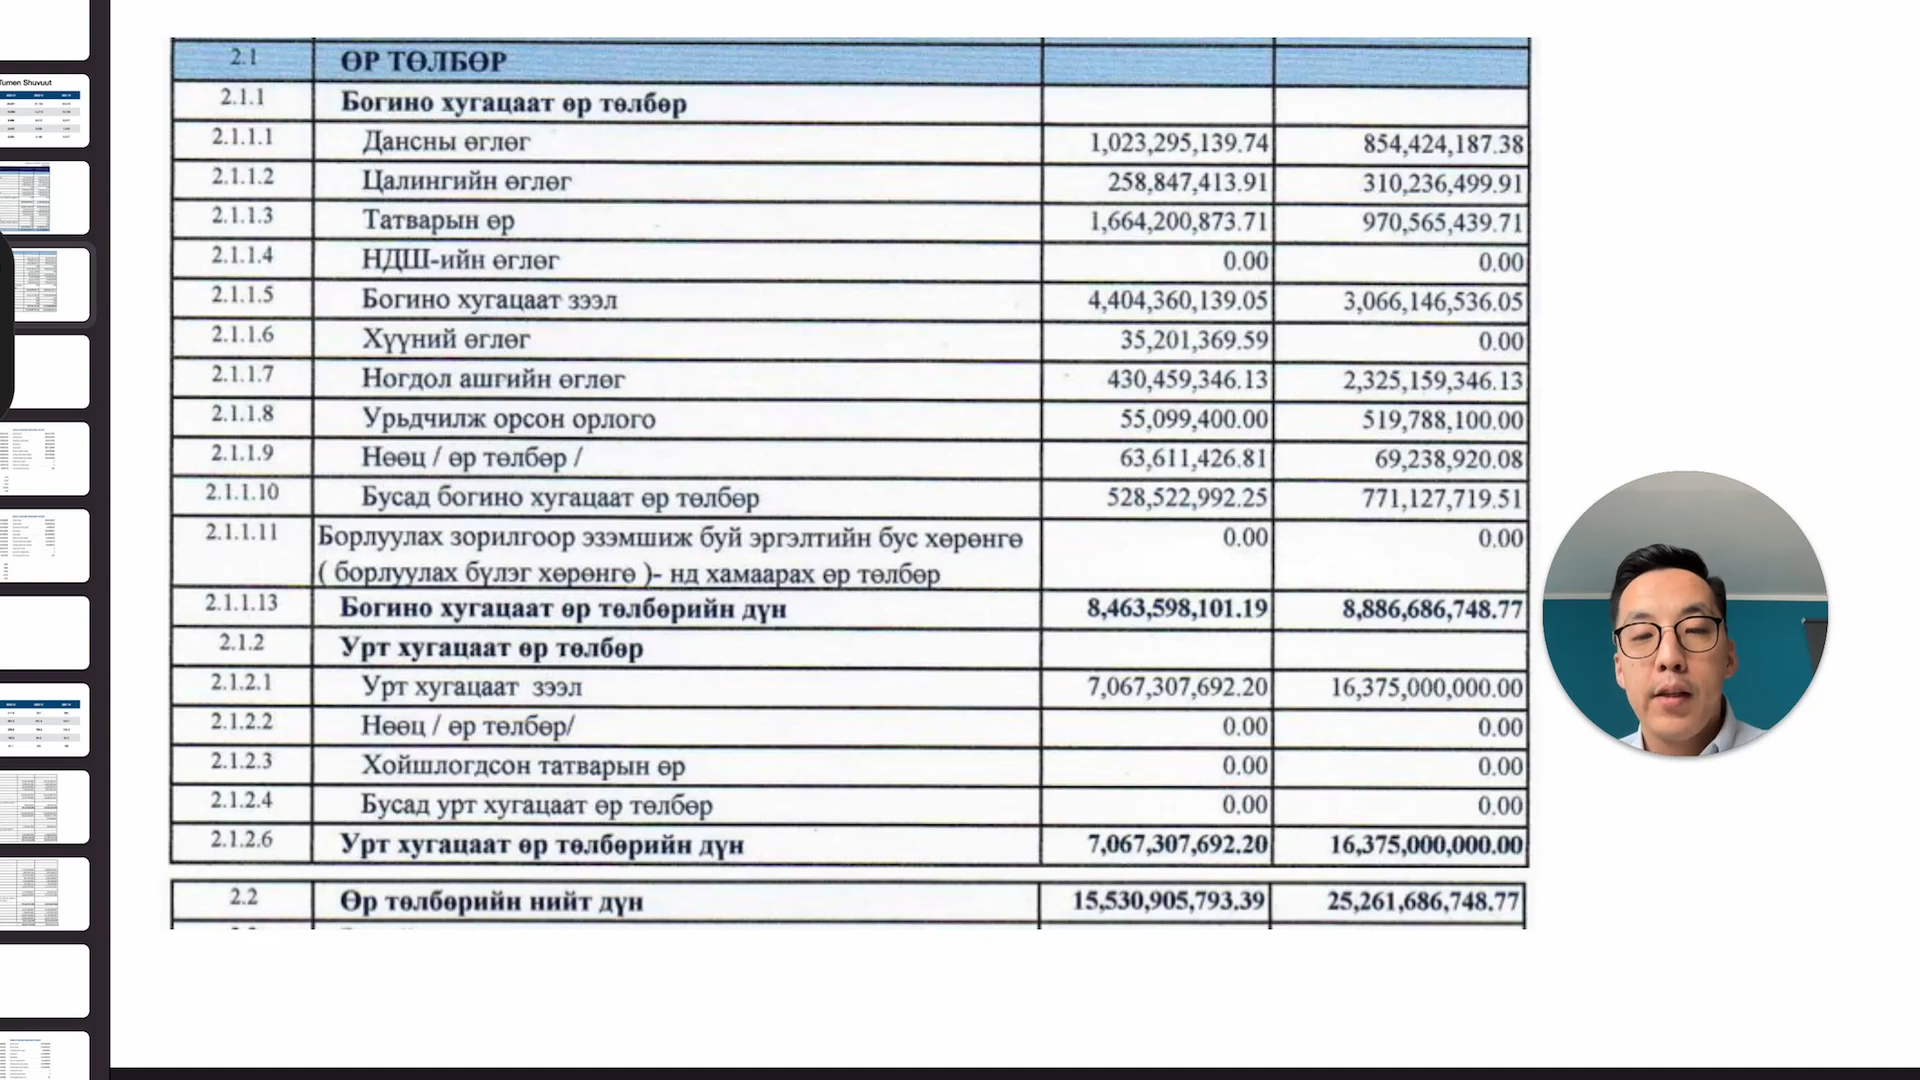 Tumen Shuvuut
2.1 ӨР ТӨЛБӨР
2.1.1 Богино хугацаат өр төлбөр
2.1.1.1 Дансны өглөг 1,023,295,139.74 854,424,187.38
2.1.1.2 Цалингийн өглөг 258,847,413.91 310,236,499.91
2.1.1.3 Татварын өр 1,664,200,873.71 970,565,439.71
2.1.1.4 НДШ-ийн өглөг 0.00 0.00
2.1.1.5 Богино хугацаат зээл 4,404,360,139.05 3,066,146,536.05
2.1.1.6 Хүүний өглөг 35,201,369.59 0.00
2.1.1.7 Ногдол ашгийн өглөг 430,459,346.13 2,325,159,346.13
2.1.1.8 Урьдчилж орсон орлого 55,099,400.00 519,788,100.00
2.1.1.9 Нөөц / өр төлбөр / 63,611,426.81 69,238,920.08
2.1.1.10 Бусад богино хугацаат өр төлбөр 528,522,992.25 771,127,719.51
2.1.1.11 Борлуулах зорилгоор эзэмшиж буй эргэлтийн бус хөрөнгө 0.00 0.00
( борлуулах бүлэг хөрөнгө )- нд хамаарах өр төлбөр
2.1.1.13 Богино хугацаат өр төлбөрийн дүн 8,463,598,101.19 8,886,686,748.77
2.1.2 Урт хугацаат өр төлбөр
2.1.2.1 Урт хугацаат зээл 7,067,307,692.20 16,375,000,000.00
2.1.2.2 Нөөц / өр төлбөр/ 0.00 0.00
2.1.2.3 Хойшлогдсон татварын өр 0.00 0.00
2.1.2.4 Бусад урт хугацаат өр төлбөр 0.00 0.00
2.1.2.6 Урт хугацаат өр төлбөрийн дүн 7,067,307,692.20 16,375,000,000.00
2.2 Өр төлбөрийн нийт дүн 15,530,905,793.39 25,261,686,748.77